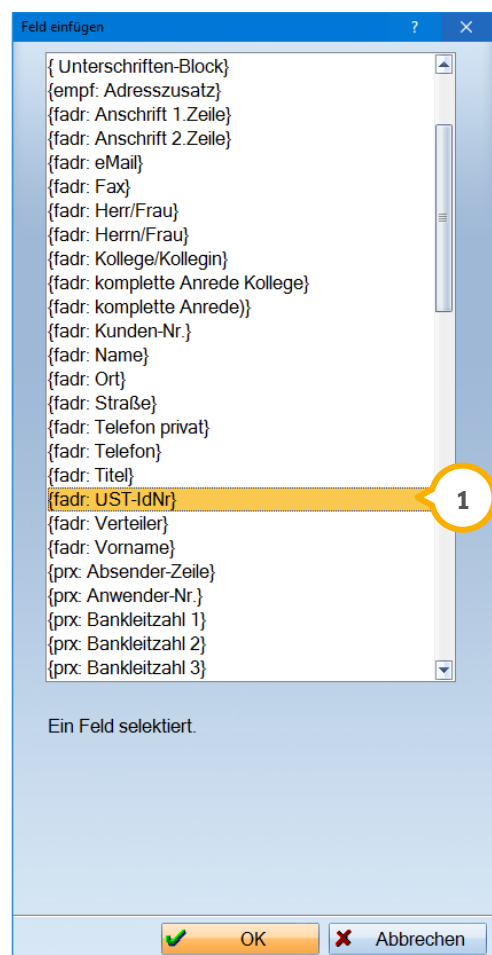 Feld einfügen ? ×
{ Unterschriften-Block}
{empf: Adresszusatz}
{fadr: Anschrift 1.Zeile}
{fadr: Anschrift 2.Zeile}
{fadr: eMail}
{fadr: Fax}
{fadr: Herr/Frau}
{fadr: Herrn/Frau}
{fadr: Kollege/Kollegin}
{fadr: komplette Anrede Kollege}
{fadr: komplette Anrede)}
{fadr: Kunden-Nr.}
{fadr: Name}
{fadr: Ort}
{fadr: Straße}
{fadr: Telefon privat}
{fadr: Telefon}
{fadr: Titel}
{fadr: UST-IdNr} 1
{fadr: Verteiler}
{fadr: Vorname}
{prx: Absender-Zeile}
{prx: Anwender-Nr.}
{prx: Bankleitzahl 1}
{prx: Bankleitzahl 2}
{prx: Bankleitzahl 3}
Ein Feld selektiert.
OK Abbrechen